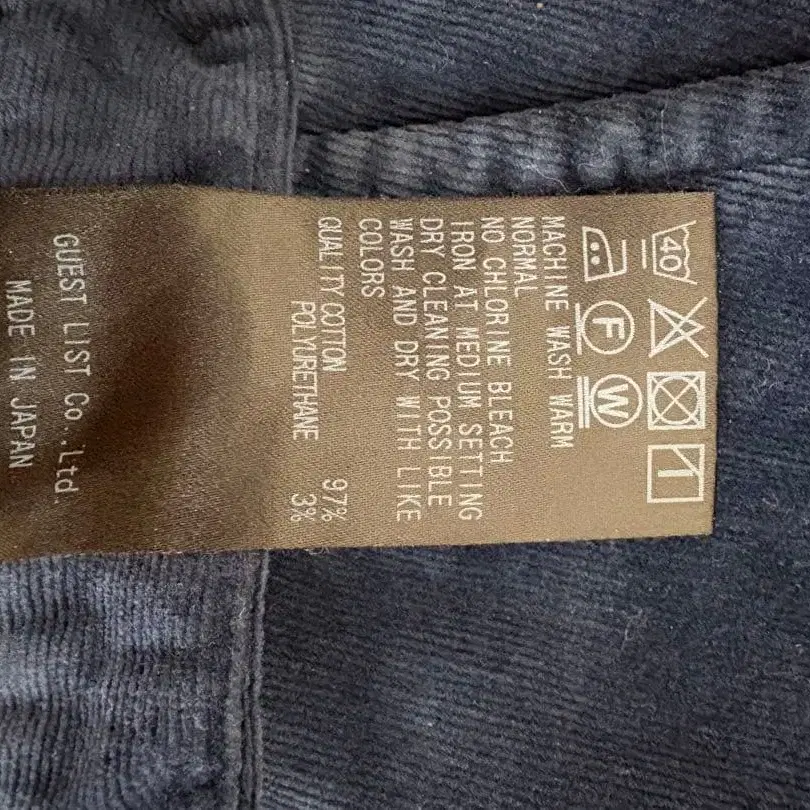 40
F W
MACHINE WASH WARM
NORMAL
NO CHLORINE BLEACH
IRON AT MEDIUM SETTING
DRY CLEANING POSSIBLE
WASH AND DRY WITH LIKE
COLORS
QUALITY COTTON 97%
POLYURETHANE 3%
GUEST LIST Co.,Ltd.
MADE IN JAPAN